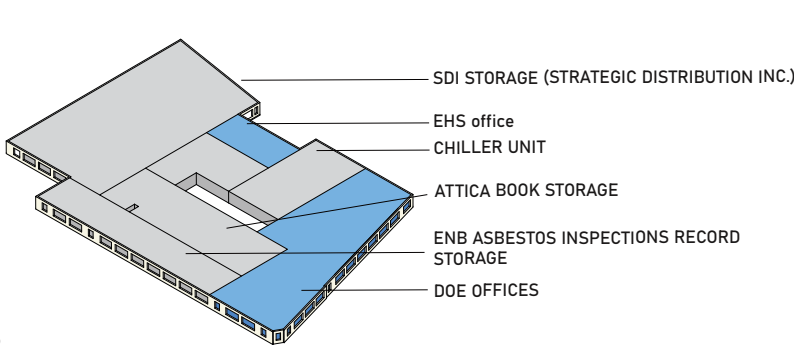 SDI STORAGE (STRATEGIC DISTRIBUTION INC.)
EHS office
CHILLER UNIT
ATTICA BOOK STORAGE
ENB ASBESTOS INSPECTIONS RECORD
STORAGE
DOE OFFICES